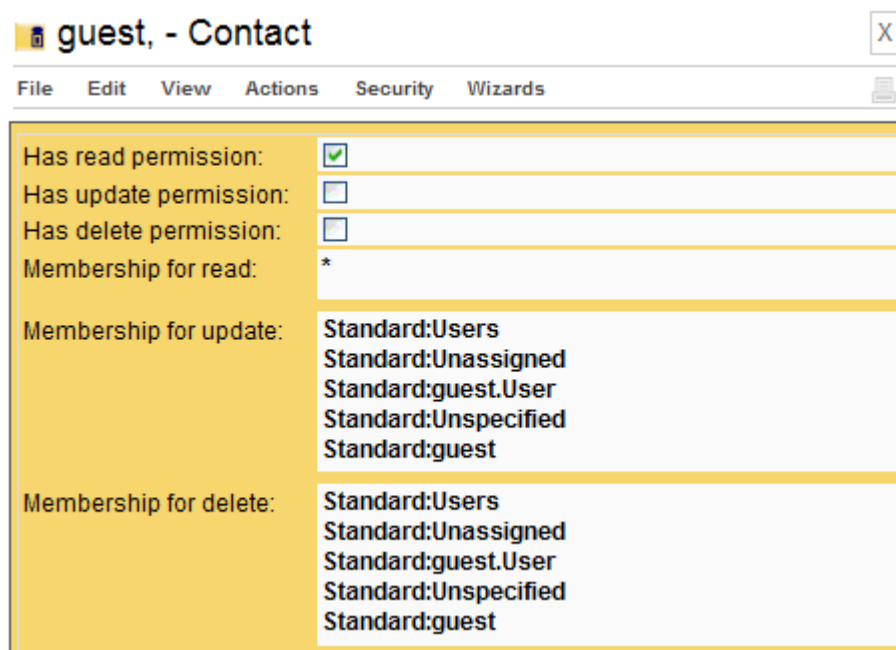 guest, - Contact
X
File Edit View Actions Security Wizards
Has read permission:
Has update permission:
Has delete permission:
Membership for read: *
Membership for update: Standard:Users
Standard:Unassigned
Standard:guest.User
Standard:Unspecified
Standard:guest
Membership for delete: Standard:Users
Standard:Unassigned
Standard:guest.User
Standard:Unspecified
Standard:guest